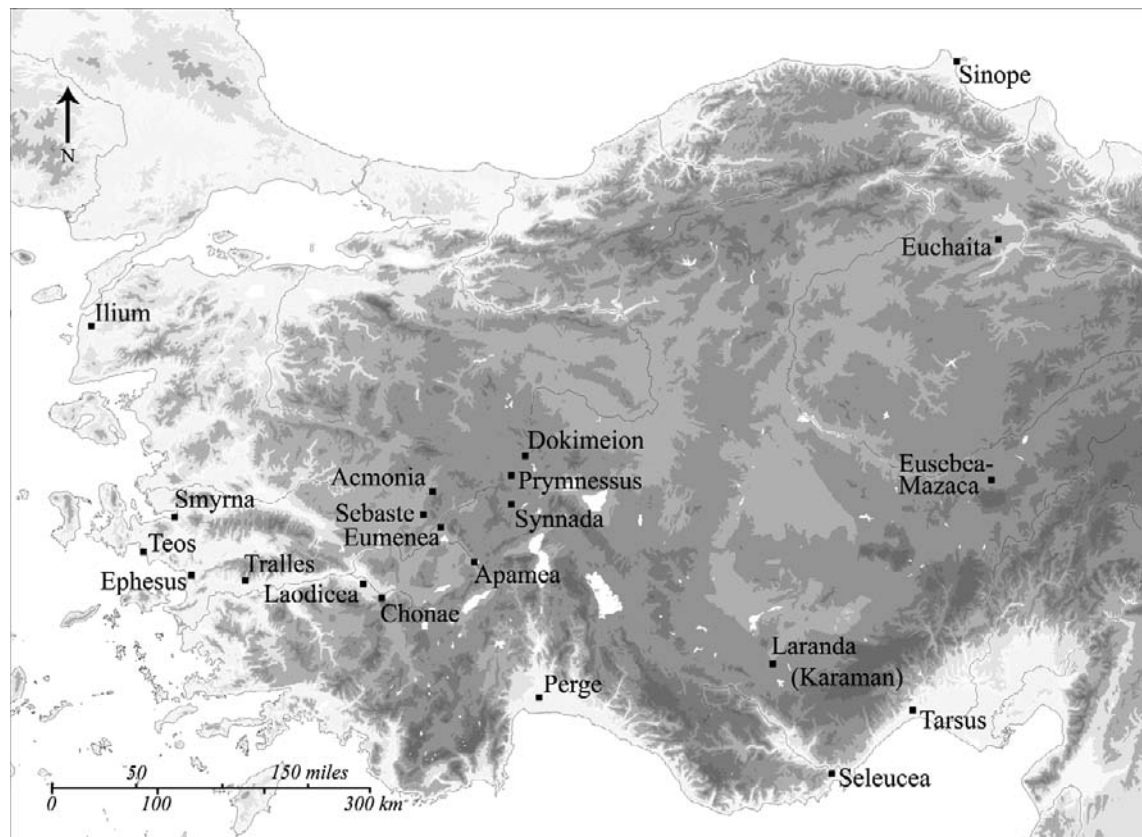 Sinope
N
Euchaita
Ilium
Dokimeion
Acmonia
Prymnessus
Eusebea-
Mazaca
Smyrna
Sebaste
Synnada
Eumenea
Teos
Tralles
Apamea
Ephesus
Laodicea
Chonae
Laranda
(Karaman)
Perge
Tarsus
50 150 miles
Seleucea
0 100 300 km